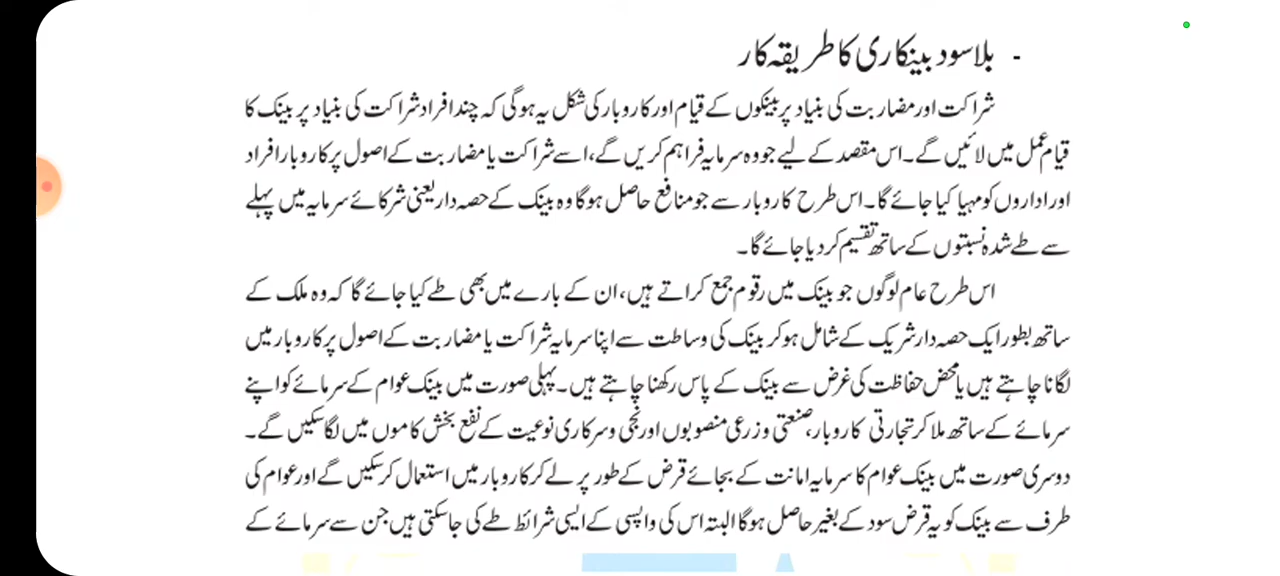 - بلا سود بینکاری کا طریقہ کار
شراکت اور مضاربت کی بنیاد پر بینکوں کے قیام اور کاروبار کی شکل یہ ہوگی کہ چند افراد شراکت کی بنیاد پر بینک کا
قیام عمل میں لائیں گے۔ اس مقصد کے لیے جو وہ سرمایہ فراہم کریں گے، اسے شراکت یا مضاربت کے اصول پر کاروبار افراد
اور اداروں کو مہیا کیا جائے گا۔ اس طرح کاروبار سے جو منافع حاصل ہوگا وہ بینک کے حصہ دار یعنی شرکائے سرمایہ میں پہلے
سے طے شدہ نسبتوں کے ساتھ تقسیم کر دیا جائے گا۔
اس طرح عام لوگوں جو بینک میں رقوم جمع کراتے ہیں، ان کے بارے میں بھی طے کیا جائے گا کہ وہ ملک کے
ساتھ بطور ایک حصہ دار شریک کے شامل ہو کر بینک کی وساطت سے اپنا سرمایہ شراکت یا مضاربت کے اصول پر کاروبار میں
لگانا چاہتے ہیں یا محض حفاظت کی غرض سے بینک کے پاس رکھنا چاہتے ہیں۔ پہلی صورت میں بینک عوام کے سرمائے کو اپنے
سرمائے کے ساتھ ملا کر تجارتی کاروبار، صنعتی و زرعی منصوبوں اور نجی و سرکاری نوعیت کے نفع بخش کاموں میں لگا سکیں گے۔
دوسری صورت میں بینک عوام کا سرمایہ امانت کے بجائے قرض کے طور پر لے کر کاروبار میں استعمال کر سکیں گے اور عوام کی
طرف سے بینک کو یہ قرض سود کے بغیر حاصل ہوگا البتہ اس کی واپسی کے ایسی شرائط طے کی جاسکتی ہیں جن سے سرمائے کے